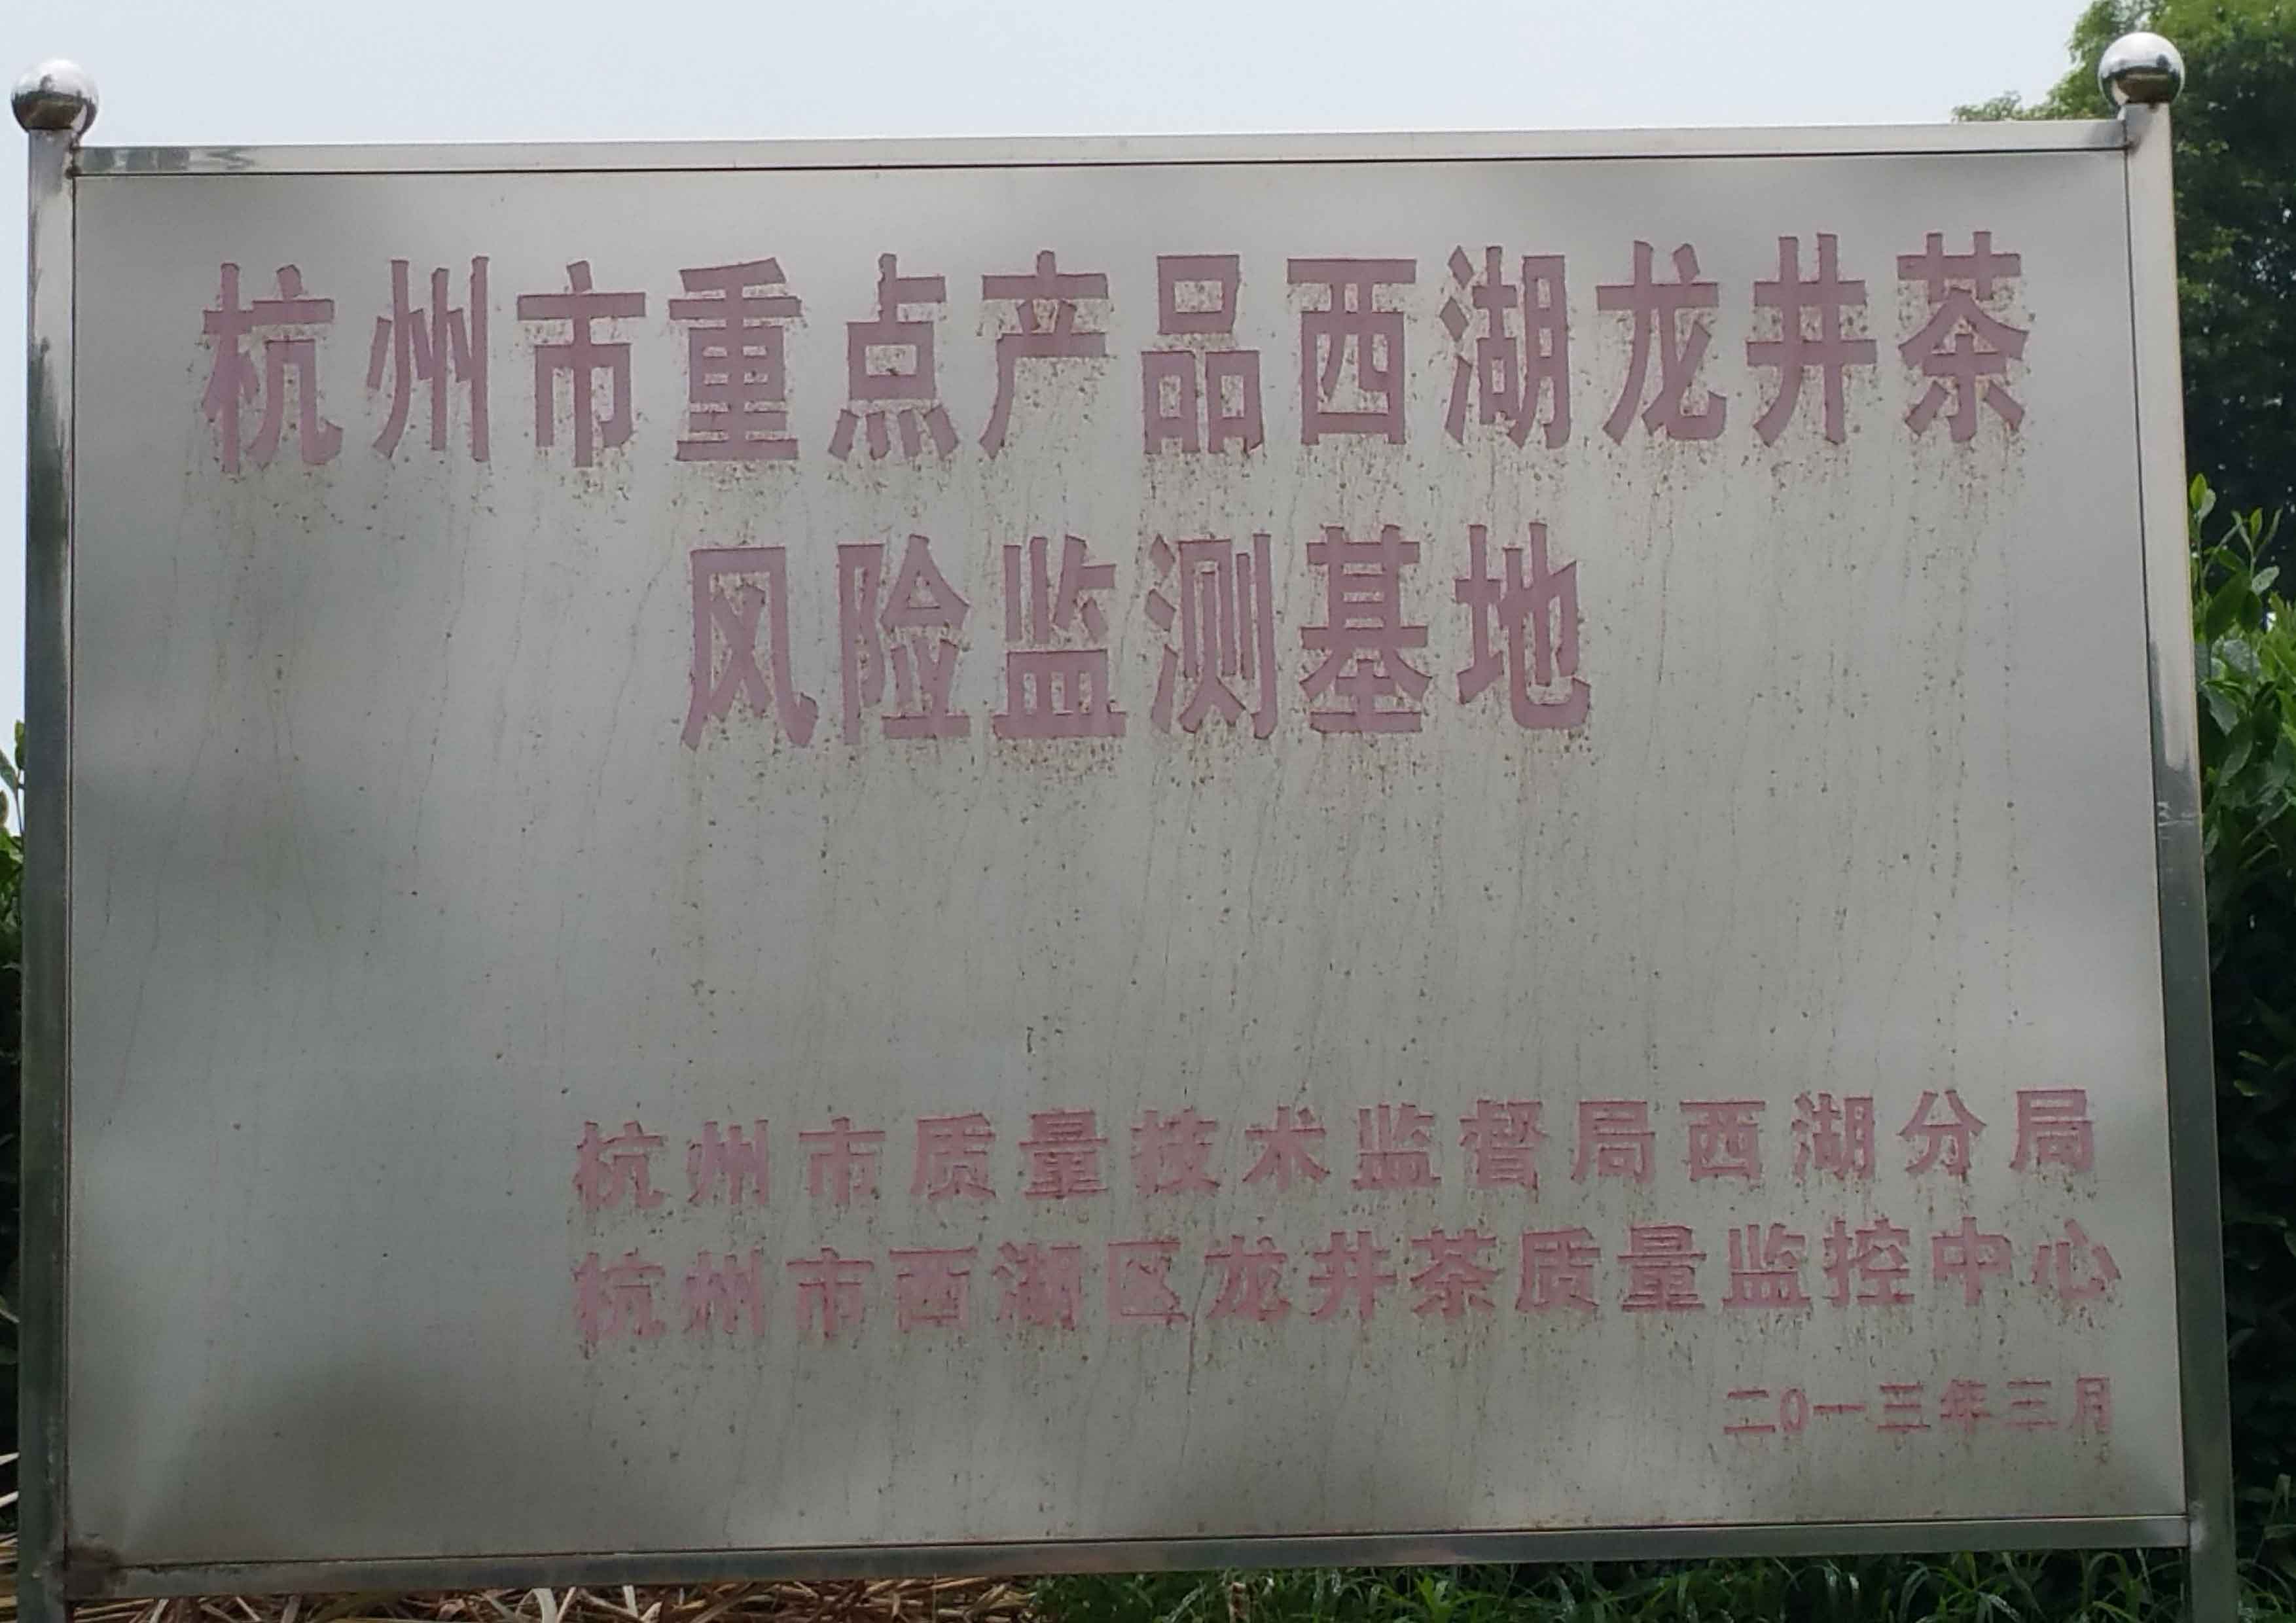 杭州市重点产品西湖龙井茶
风险监测基地
杭州市质量技术监督局西湖分局
杭州市西湖区龙井茶质量监控中心
二0一三年三月